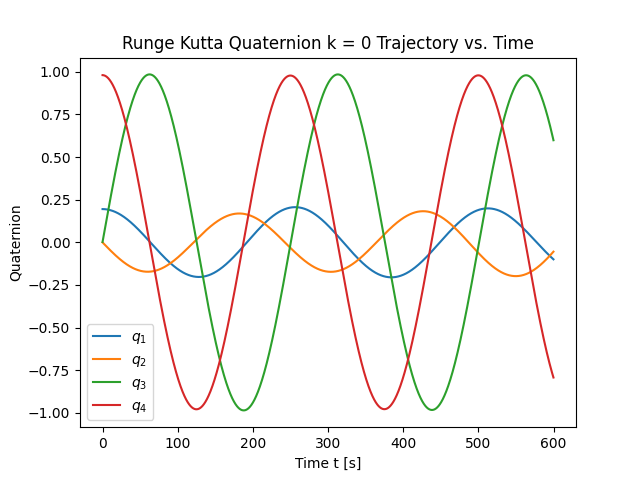 Runge Kutta Quaternion k = 0 Trajectory vs. Time
1.00
0.75
0.50
0.25
0.00
−0.25
−0.50
−0.75
−1.00
Quaternion
q₁
q₂
q₃
q₄
0 100 200 300 400 500 600
Time t [s]